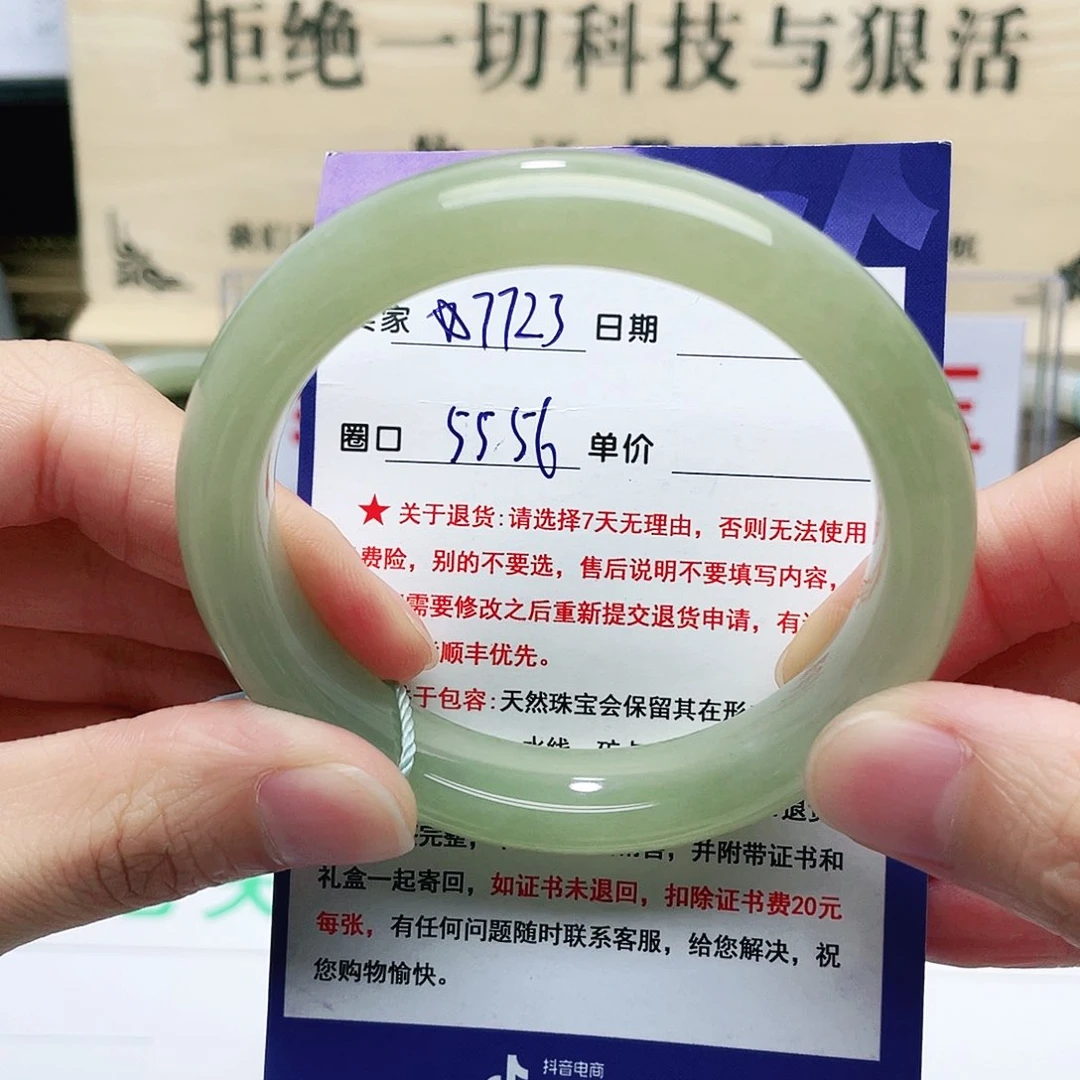 拒绝一切科技与狠活
我们
家 7723 日期
圈口 5556 单价
★关于退货:请选择7天无理由，否则无法使用
费险，别的不要选，售后说明不要填写内容，
需要修改之后重新提交退货申请，有
顺丰优先。
于包容:天然珠宝会保留其在形
水线、矿
完整，并附带证书和
礼盒一起寄回，如证书未退回，扣除证书费20元
每张，有任何问题随时联系客服，给您解决，祝
您购物愉快。
抖音电商